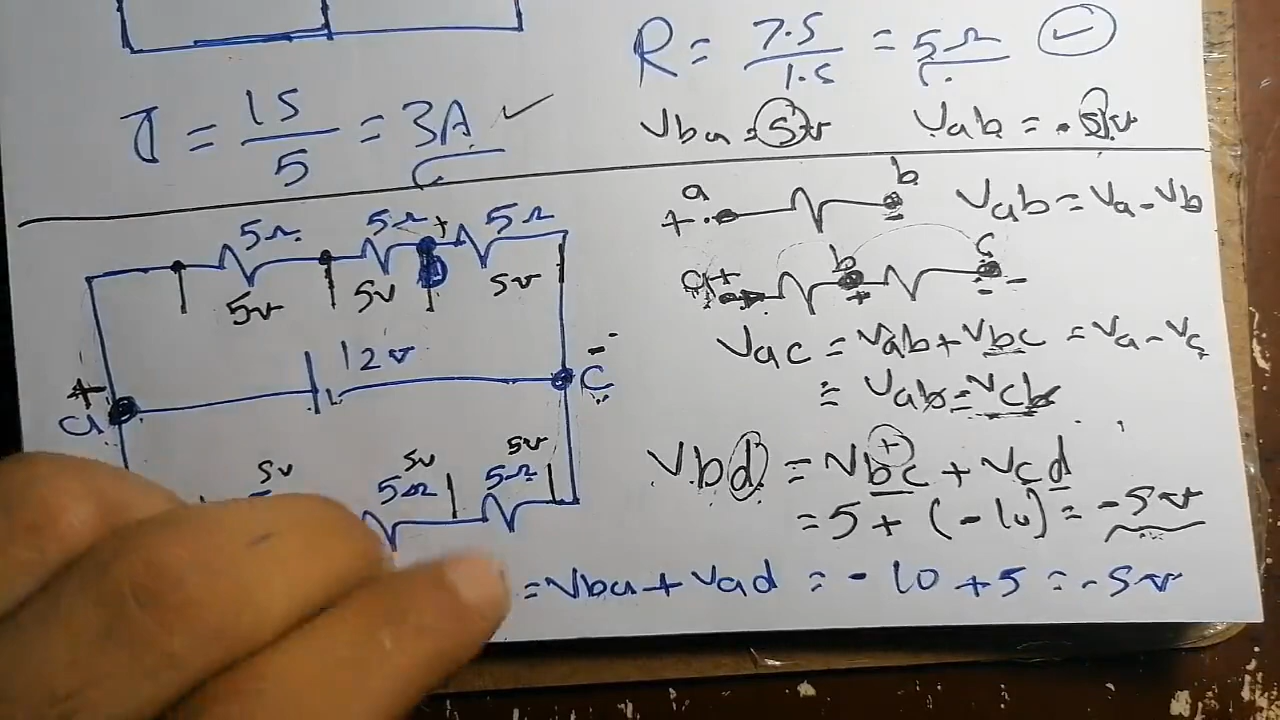 R = 7.5 / 1.5 = 5Ω ✓
= 15 / 5 = 3A ✓
Vba = 5v Vab = -5v
a b Vab = Va - Vb
+ -
5Ω 5Ω + 5Ω
b
5v 5v 5v
a + b c
+ - -
Vac = Vab + Vbc = Va - Vc
= Vab - Vcb
12v
+ -
a c
Vbd = Vbc + Vcd
+
= 5 + (-10) = -5v
5v 5v 5v
5Ω 5Ω
= Vba + Vad = -10 + 5 = -5v